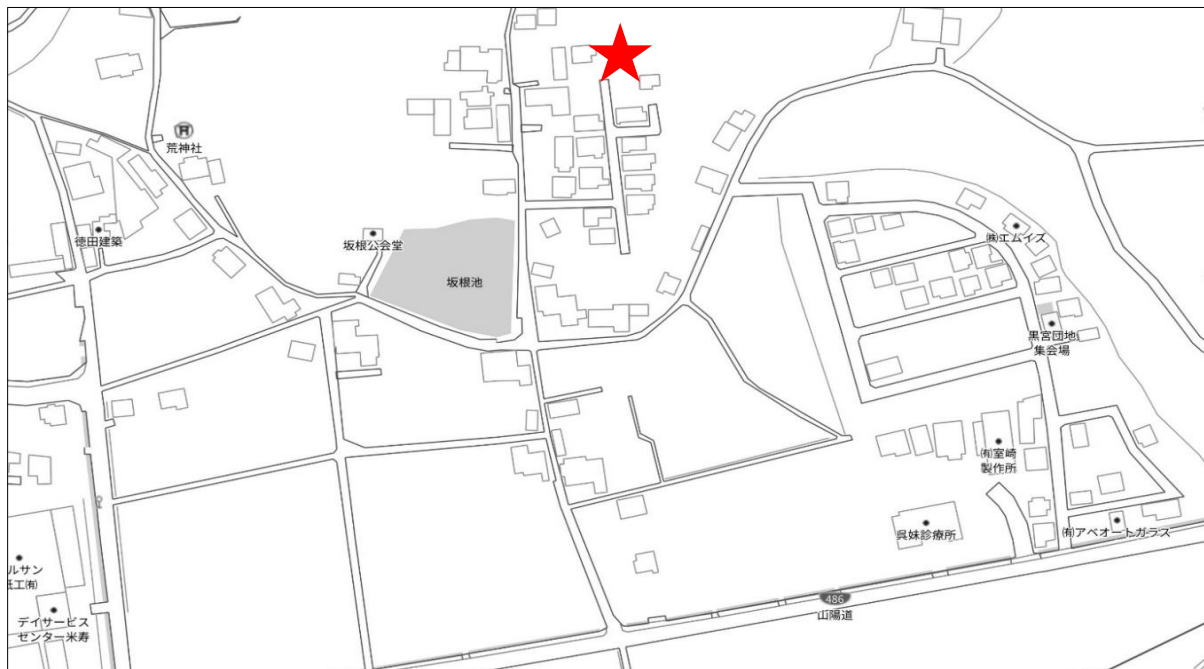 荒神社
徳田建築
坂根公会堂
坂根池
㈱エムイズ
黒宮団地
集会場
㈲室崎
製作所
呉妹診療所
㈲アベオートガラス
ルサン
紙工㈲
デイサービス
センター米寿
486
山陽道